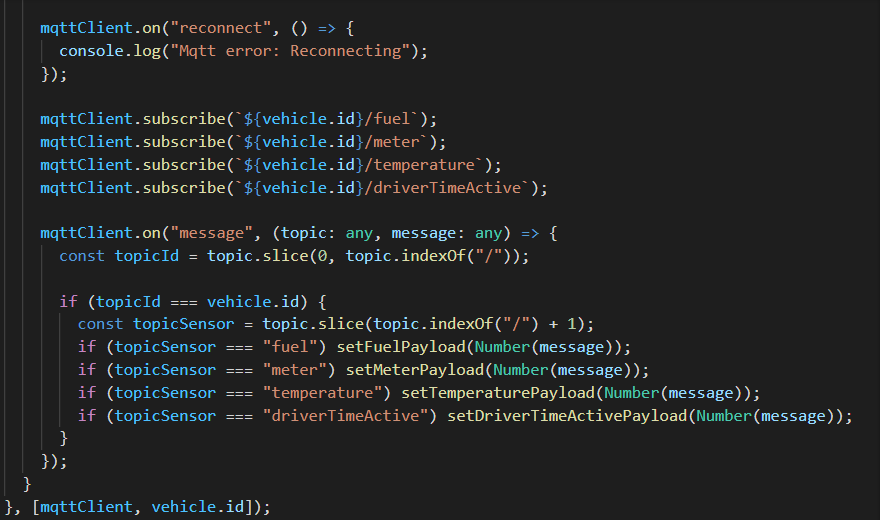 mqttClient.on("reconnect", () => {
console.log("Mqtt error: Reconnecting");
});
mqttClient.subscribe(`${vehicle.id}/fuel`);
mqttClient.subscribe(`${vehicle.id}/meter`);
mqttClient.subscribe(`${vehicle.id}/temperature`);
mqttClient.subscribe(`${vehicle.id}/driverTimeActive`);
mqttClient.on("message", (topic: any, message: any) => {
const topicId = topic.slice(0, topic.indexOf("/"));
if (topicId === vehicle.id) {
const topicSensor = topic.slice(topic.indexOf("/") + 1);
if (topicSensor === "fuel") setFuelPayload(Number(message));
if (topicSensor === "meter") setMeterPayload(Number(message));
if (topicSensor === "temperature") setTemperaturePayload(Number(message));
if (topicSensor === "driverTimeActive") setDriverTimeActivePayload(Number(message));
}
});
}
}, [mqttClient, vehicle.id]);